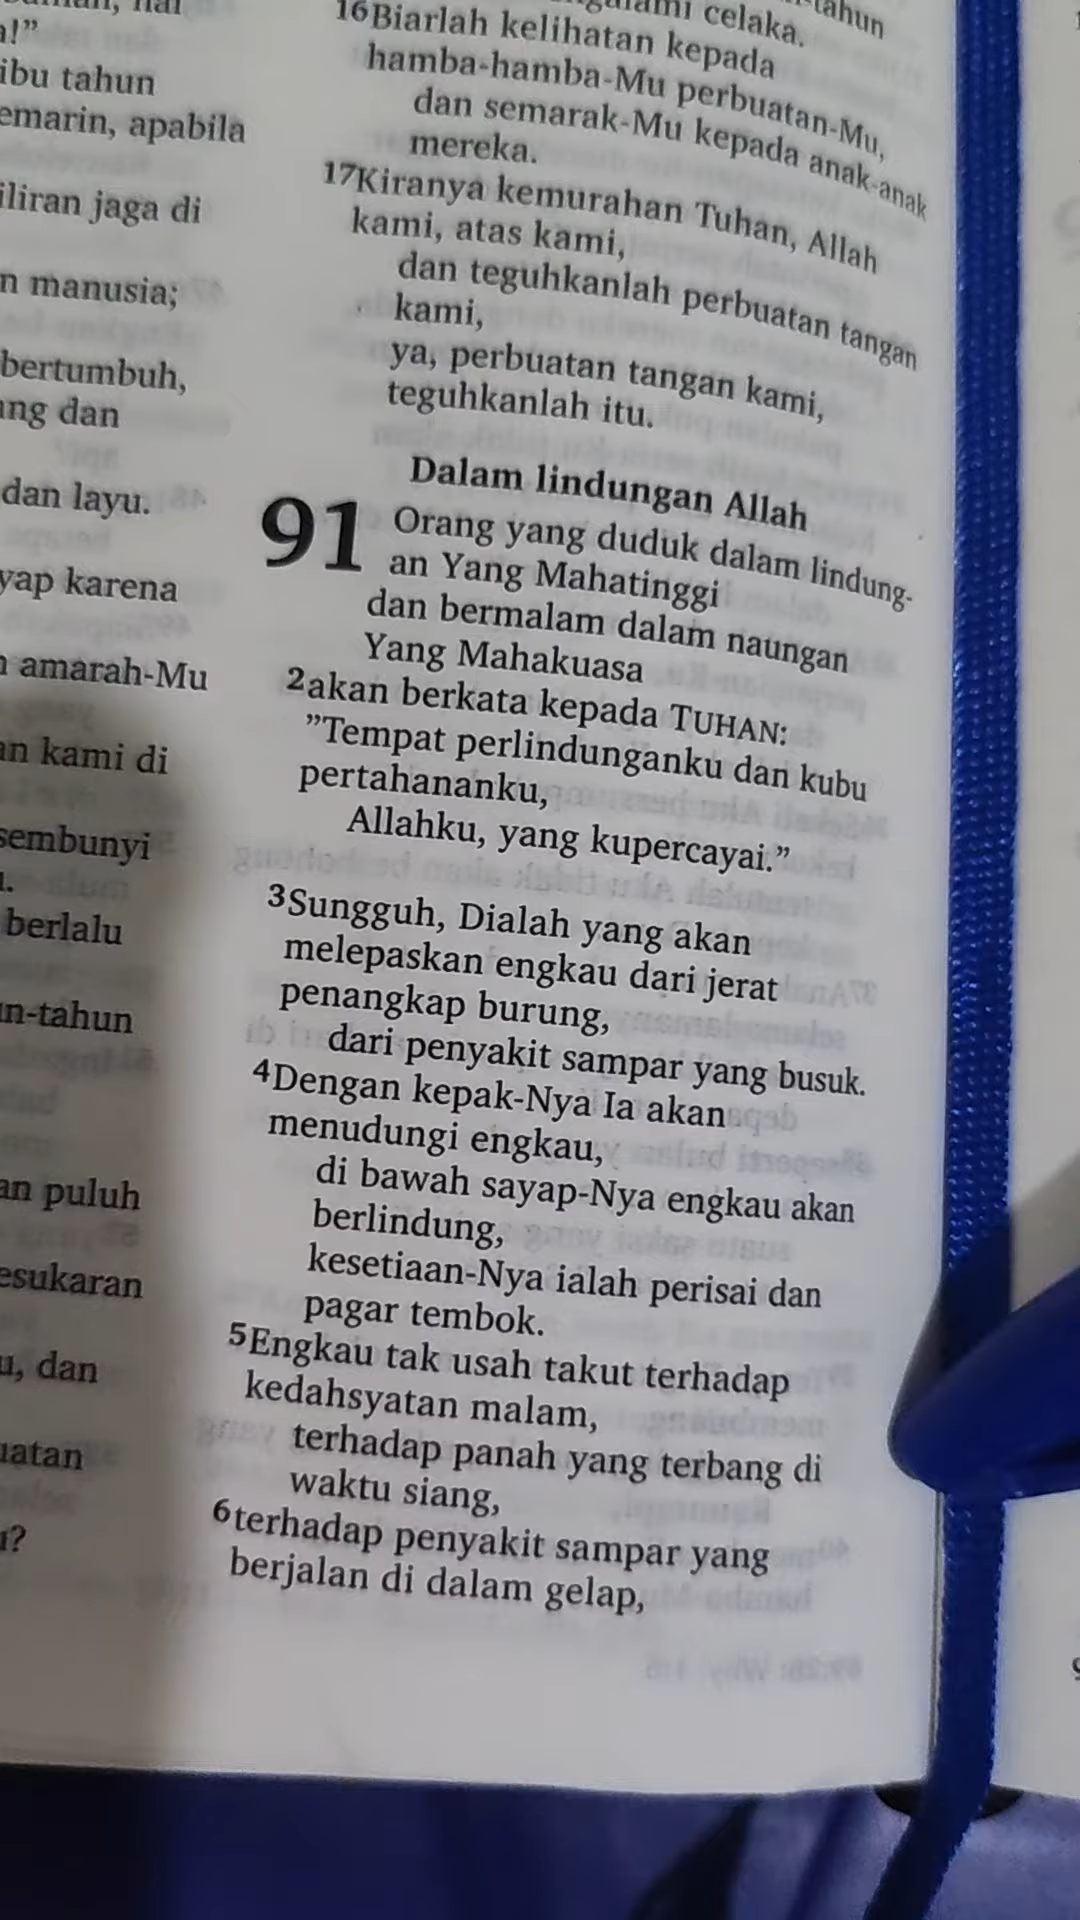 ibu tahun
emarin, apabila
iliran jaga di
n manusia;
bertumbuh,
ang dan
dan layu.
yap karena
amarah-Mu
an kami di
sembunyi
berlalu
un-tahun
an puluh
esukaran
u, dan
uatan
celaka.
tahun
16Biarlah kelihatan kepada
hamba-hamba-Mu perbuatan-Mu,
dan semarak-Mu kepada anak-anak
mereka.
17Kiranya kemurahan Tuhan, Allah
kami, atas kami,
dan teguhkanlah perbuatan tangan
kami,
ya, perbuatan tangan kami,
teguhkanlah itu.
Dalam lindungan Allah
91 Orang yang duduk dalam lindung-
an Yang Mahatinggi
dan bermalam dalam naungan
Yang Mahakuasa
2akan berkata kepada TUHAN:
”Tempat perlindunganku dan kubu
pertahananku,
Allahku, yang kupercayai.”
3Sungguh, Dialah yang akan
melepaskan engkau dari jerat
penangkap burung,
dari penyakit sampar yang busuk.
4Dengan kepak-Nya Ia akan
menudungi engkau,
di bawah sayap-Nya engkau akan
berlindung,
kesetiaan-Nya ialah perisai dan
pagar tembok.
5Engkau tak usah takut terhadap
kedahsyatan malam,
terhadap panah yang terbang di
waktu siang,
6terhadap penyakit sampar yang
berjalan di dalam gelap,